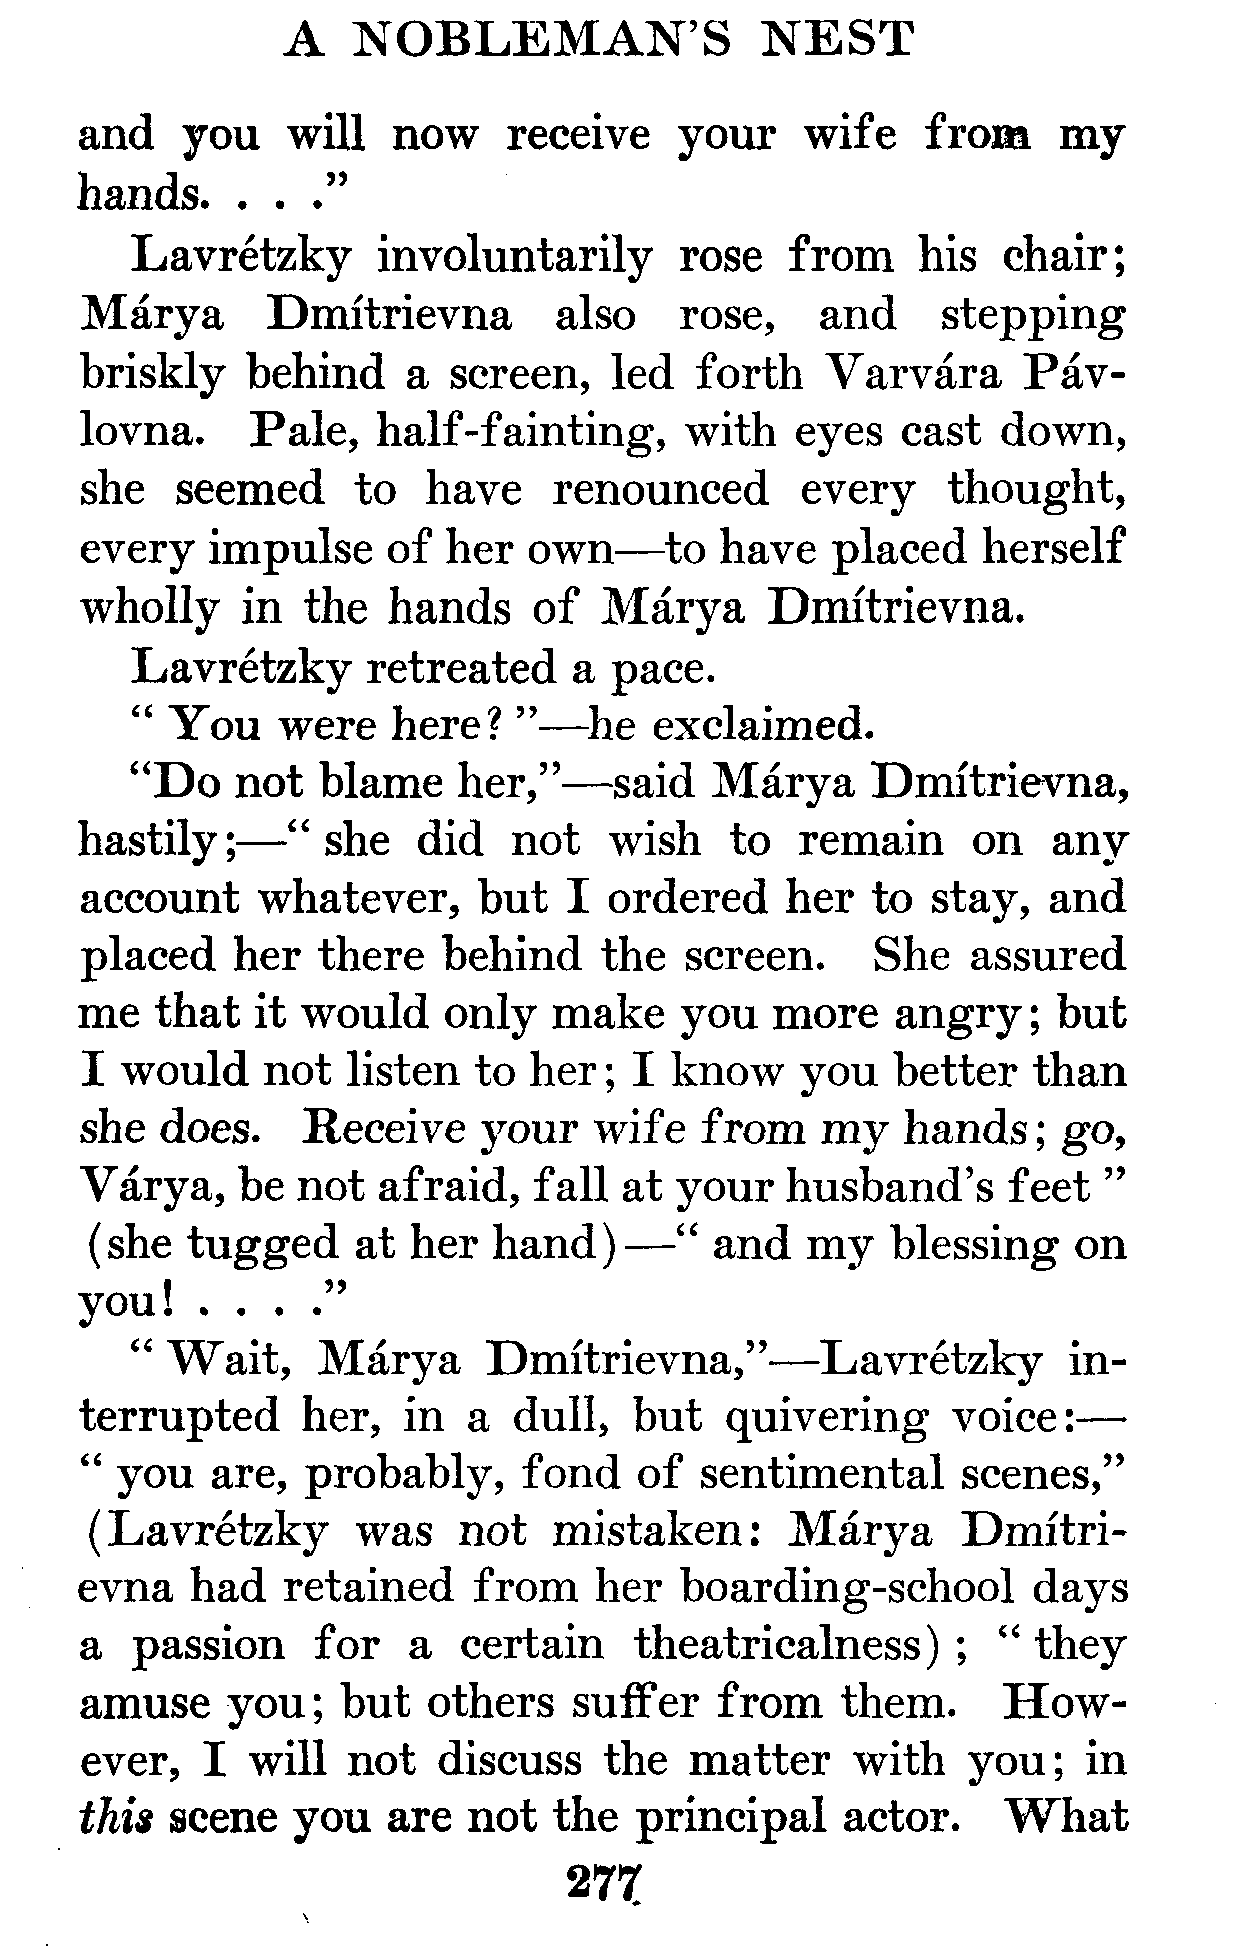 A NOBLEMAN'S NEST
and you will now receive your wife from my
hands. . . ."
Lavrétzky involuntarily rose from his chair;
Márya Dmítrievna also rose, and stepping
briskly behind a screen, led forth Varvára Páv-
lovna. Pale, half-fainting, with eyes cast down,
she seemed to have renounced every thought,
every impulse of her own—to have placed herself
wholly in the hands of Márya Dmítrievna.
Lavrétzky retreated a pace.
" You were here? "—he exclaimed.
"Do not blame her,"—said Márya Dmítrievna,
hastily;—" she did not wish to remain on any
account whatever, but I ordered her to stay, and
placed her there behind the screen. She assured
me that it would only make you more angry; but
I would not listen to her; I know you better than
she does. Receive your wife from my hands; go,
Várya, be not afraid, fall at your husband's feet "
(she tugged at her hand)—" and my blessing on
you! . . . ."
" Wait, Márya Dmítrievna,"—Lavrétzky in-
terrupted her, in a dull, but quivering voice:—
" you are, probably, fond of sentimental scenes,"
(Lavrétzky was not mistaken: Márya Dmítri-
evna had retained from her boarding-school days
a passion for a certain theatricalness) ; " they
amuse you; but others suffer from them. How-
ever, I will not discuss the matter with you; in
this scene you are not the principal actor. What
277